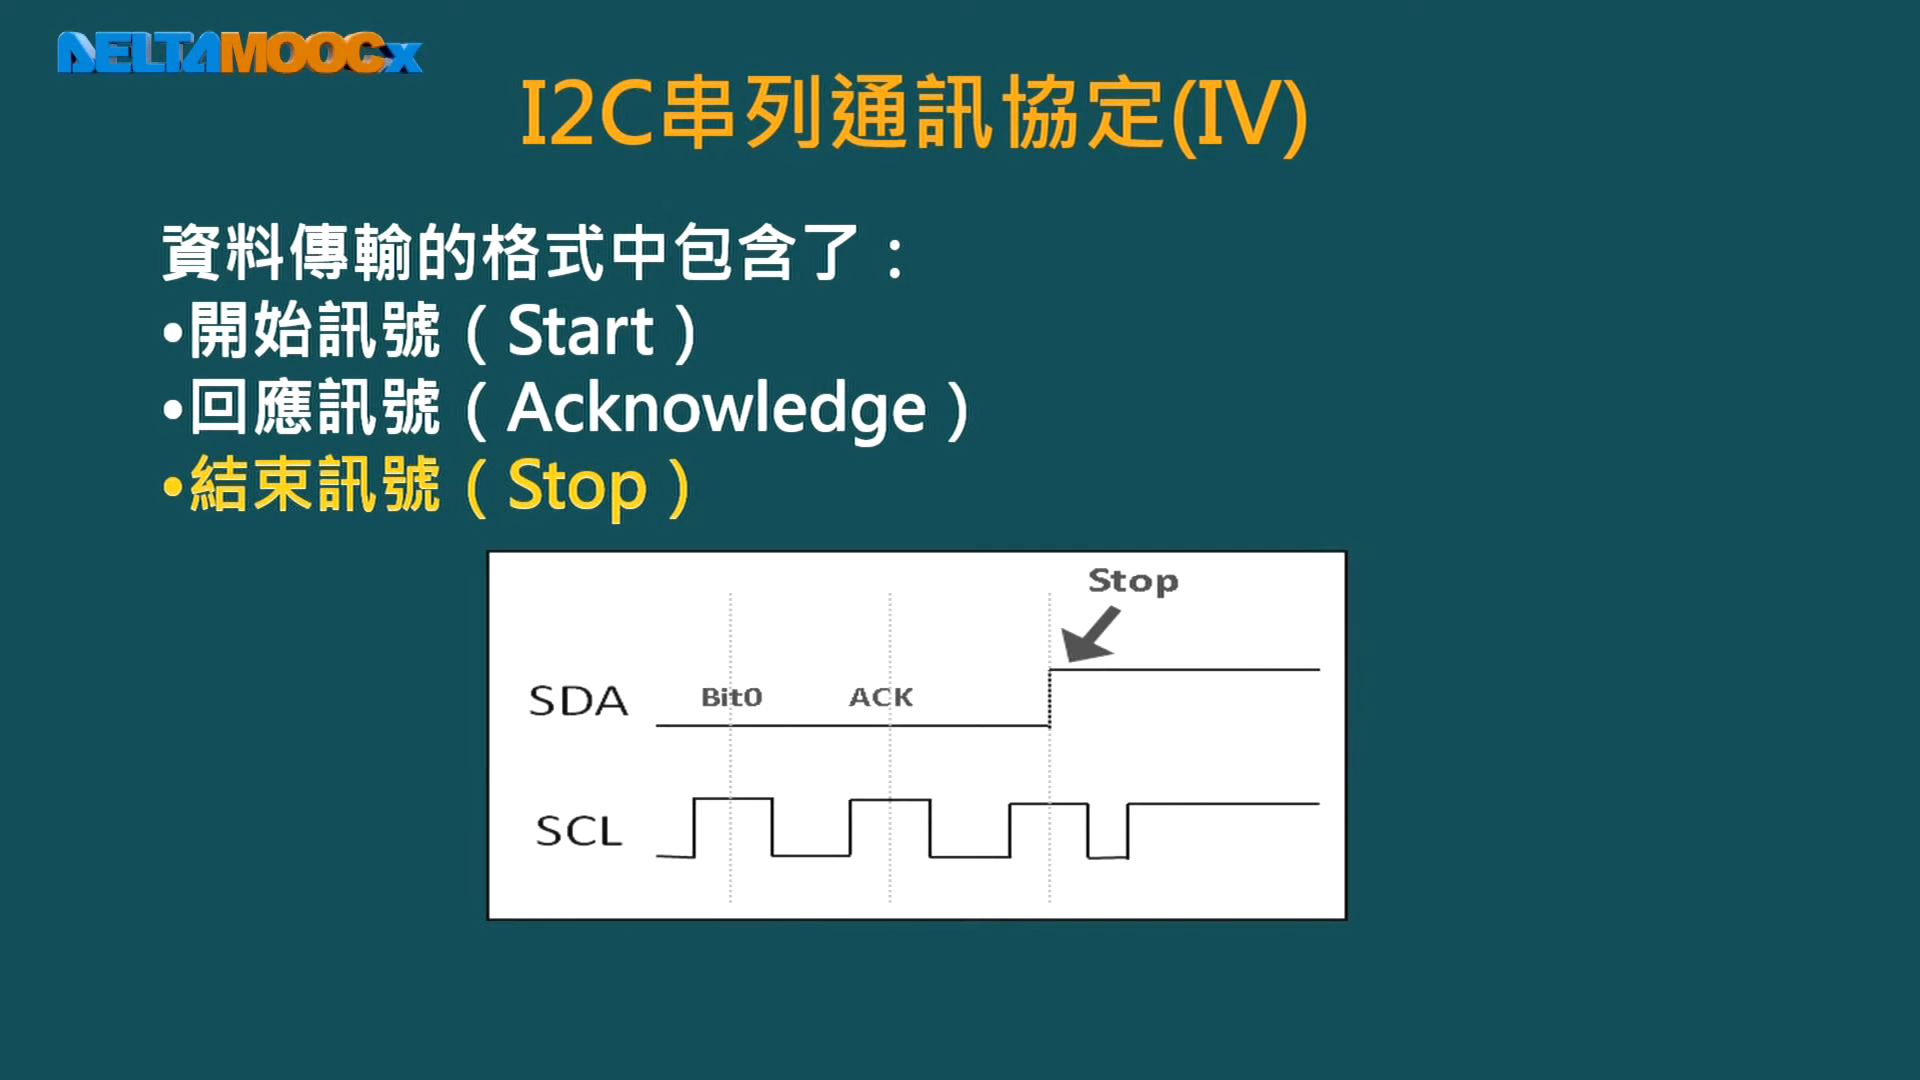 DELTAMOOCx
I2C串列通訊協定(IV)
資料傳輸的格式中包含了：
•開始訊號（Start）
•回應訊號（Acknowledge）
•結束訊號（Stop）
Stop
SDA Bit0 ACK
SCL